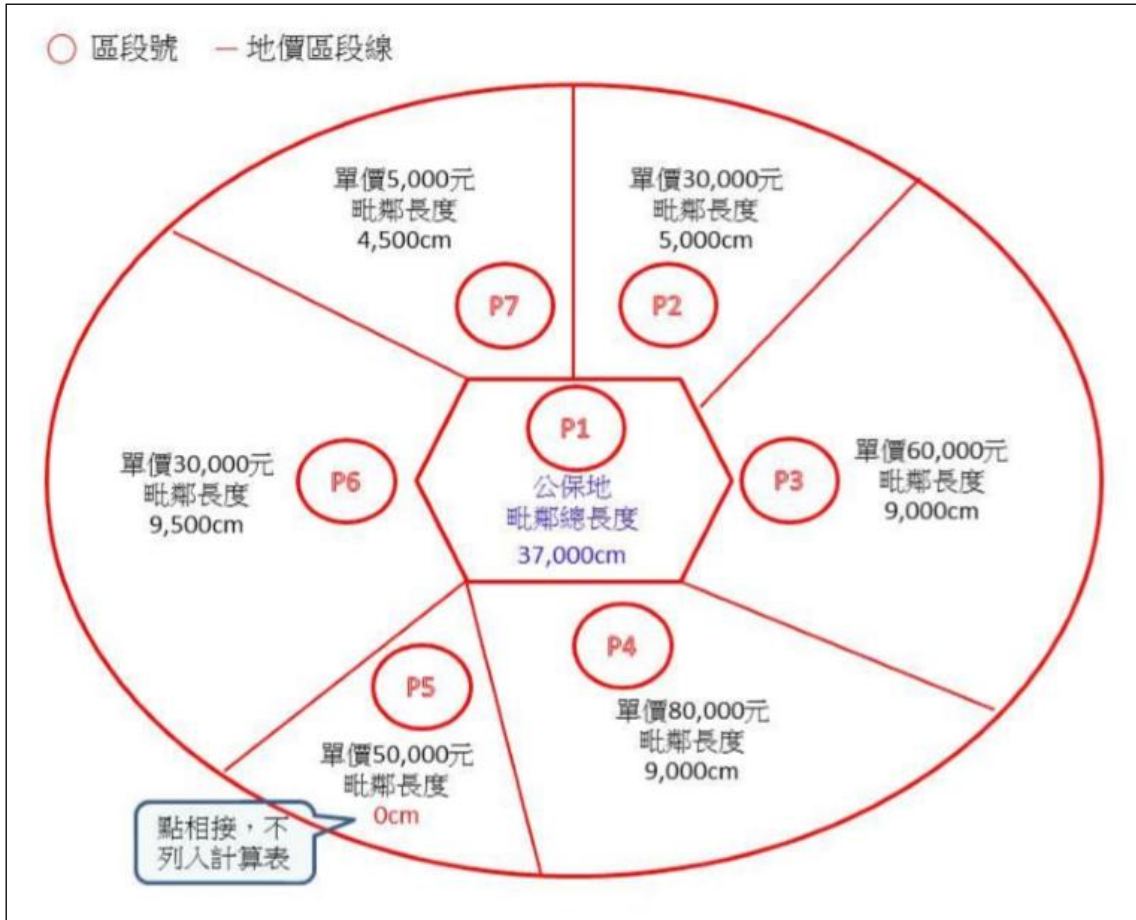 區段號 地價區段線
單價5,000元
毗鄰長度
4,500cm
P7
單價30,000元
毗鄰長度
5,000cm
P2
P1
公保地
毗鄰總長度
37,000cm
單價30,000元
毗鄰長度
9,500cm
P6
P3
單價60,000元
毗鄰長度
9,000cm
P5
單價50,000元
毗鄰長度
0cm
P4
單價80,000元
毗鄰長度
9,000cm
點相接,不
列入計算表